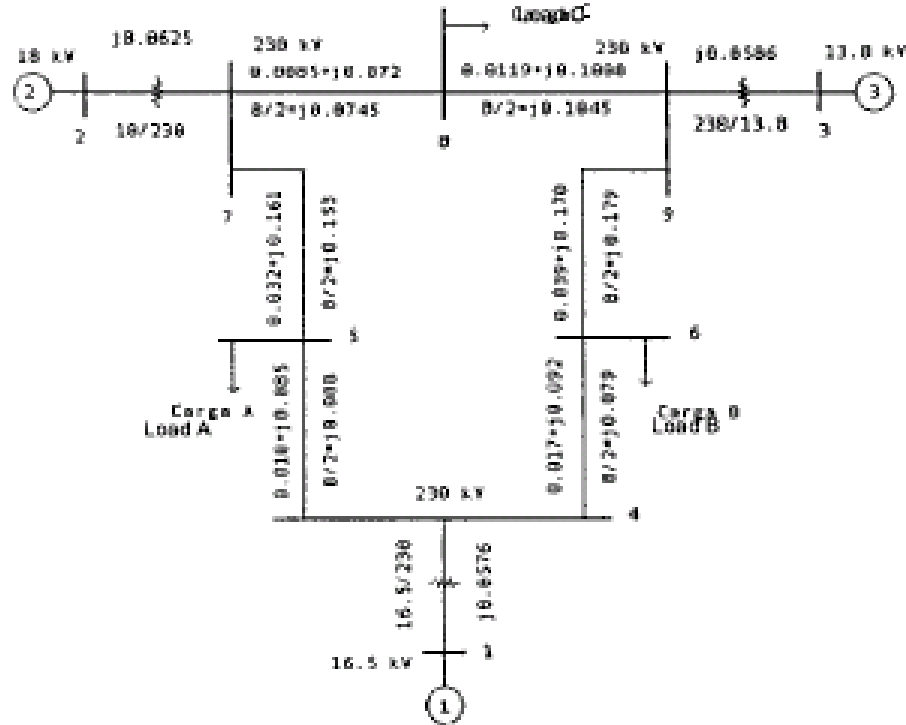 18 kV
j0.0625
230 kV
0.0085+j0.072
0.0119+j0.1008
230 kV
j0.0586
13.8 kV
2
3
2
18/230
B/2=j0.0745
B/2=j0.1045
230/13.8
3
8
7
9
0.032+j0.161
B/2=j0.153
0.039+j0.170
B/2=j0.179
5
6
Carga A
Load A
Carga B
Load B
0.010+j0.085
B/2=j0.088
0.017+j0.092
B/2=j0.079
230 kV
4
16.5/230
j0.0576
16.5 kV
1
1